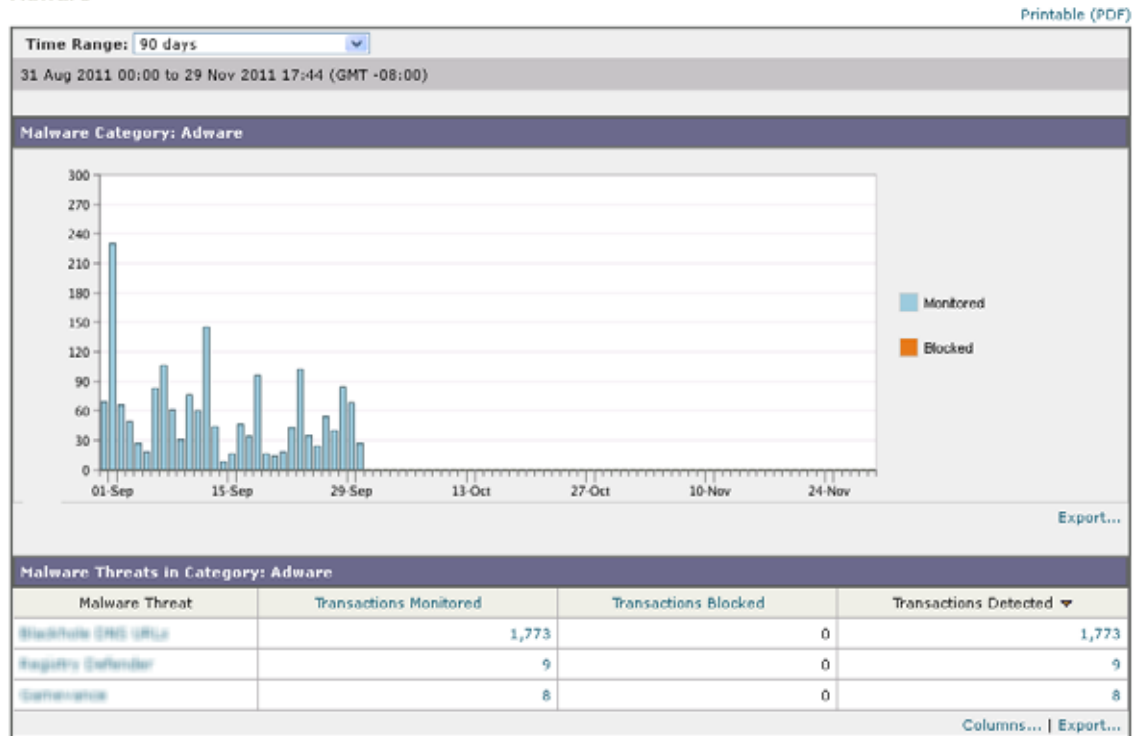 Printable (PDF)
Time Range: 90 days
31 Aug 2011 00:00 to 29 Nov 2011 17:44 (GMT -08:00)
Malware Category: Adware
300
270
240
210
180
150
120
90
60
30
0
01-Sep 15-Sep 29-Sep 13-Oct 27-Oct 10-Nov 24-Nov
Monitored
Blocked
Export...
Malware Threats in Category: Adware
Malware Threat Transactions Monitored Transactions Blocked Transactions Detected
1,773 0 1,773
9 0 9
8 0 8
Columns... | Export...